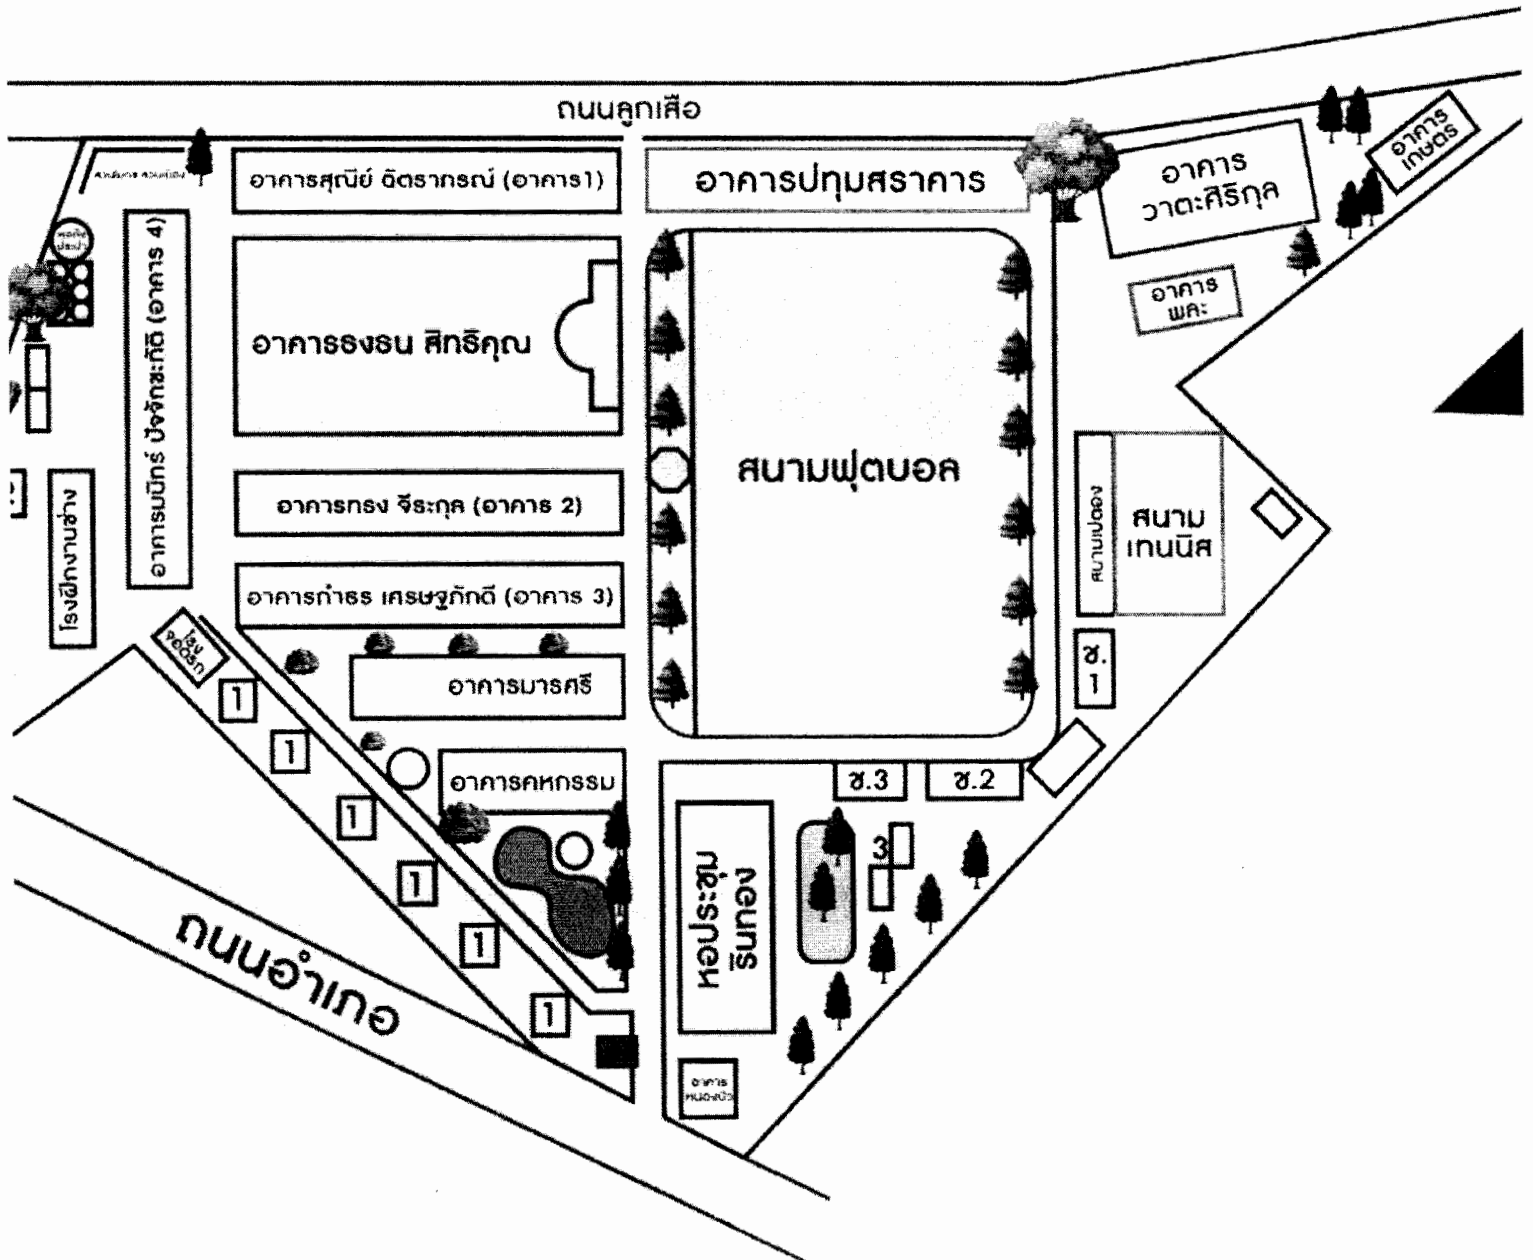 ถนนลูกเสือ
อาคารสุณีย์ ฉัตราภรณ์ (อาคาร1)
อาคารปทุมสราคาร
อาคาร
วาตะศิริกุล
อาคาร
เกษตร
อาคาร
พละ
อาคารมนิทร์ ปัจจักขะภัติ (อาคาร 4)
อาคารธงธน สิทธิคุณ
สนามฟุตบอล
อาคารทรง จีระกุล (อาคาร 2)
สนามเปตอง
สนาม
เทนนิส
โรงฝึกงานช่าง
อาคารกำธร เศรษฐภักดี (อาคาร 3)
โรง
จอดรถ
อาคารมารศรี
ช.
1
1
1
1
1
1
1
อาคารคหกรรม
ช.3
ช.2
3
หอประชุม
รินทอง
ถนนอำเภอ
อาคาร
หนองบัว